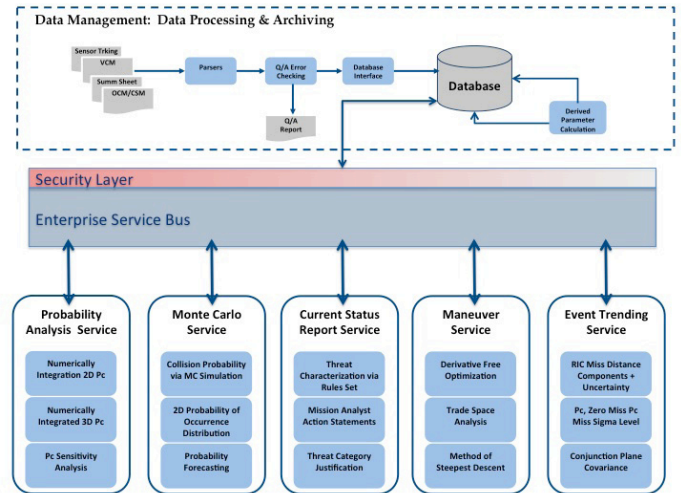 Data Management: Data Processing & Archiving
Sensor Trking
VCM
Summ Sheet
OCM/CSM
Parsers
Q/A Error
Checking
Database
Interface
Database
Q/A
Report
Derived
Parameter
Calculation
Security Layer
Enterprise Service Bus
Probability
Analysis Service
Numerically
Integration 2D Pc
Numerically
Integrated 3D Pc
Pc Sensitivity
Analysis
Monte Carlo
Service
Collision Probability
via MC Simulation
2D Probability of
Occurrence
Distribution
Probability
Forecasting
Current Status
Report Service
Threat
Characterization via
Rules Set
Mission Analyst
Action Statements
Threat Category
Justification
Maneuver
Service
Derivative Free
Optimization
Trade Space
Analysis
Method of
Steepest Descent
Event Trending
Service
RIC Miss Distance
Components +
Uncertainty
Pc, Zero Miss Pc
Miss Sigma Level
Conjunction Plane
Covariance